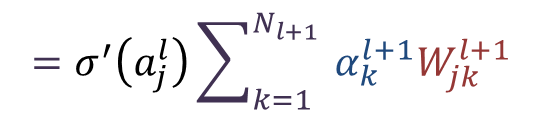 = σ′(a_j^l) ∑_{k=1}^{N_{l+1}} α_k^{l+1} W_{jk}^{l+1}